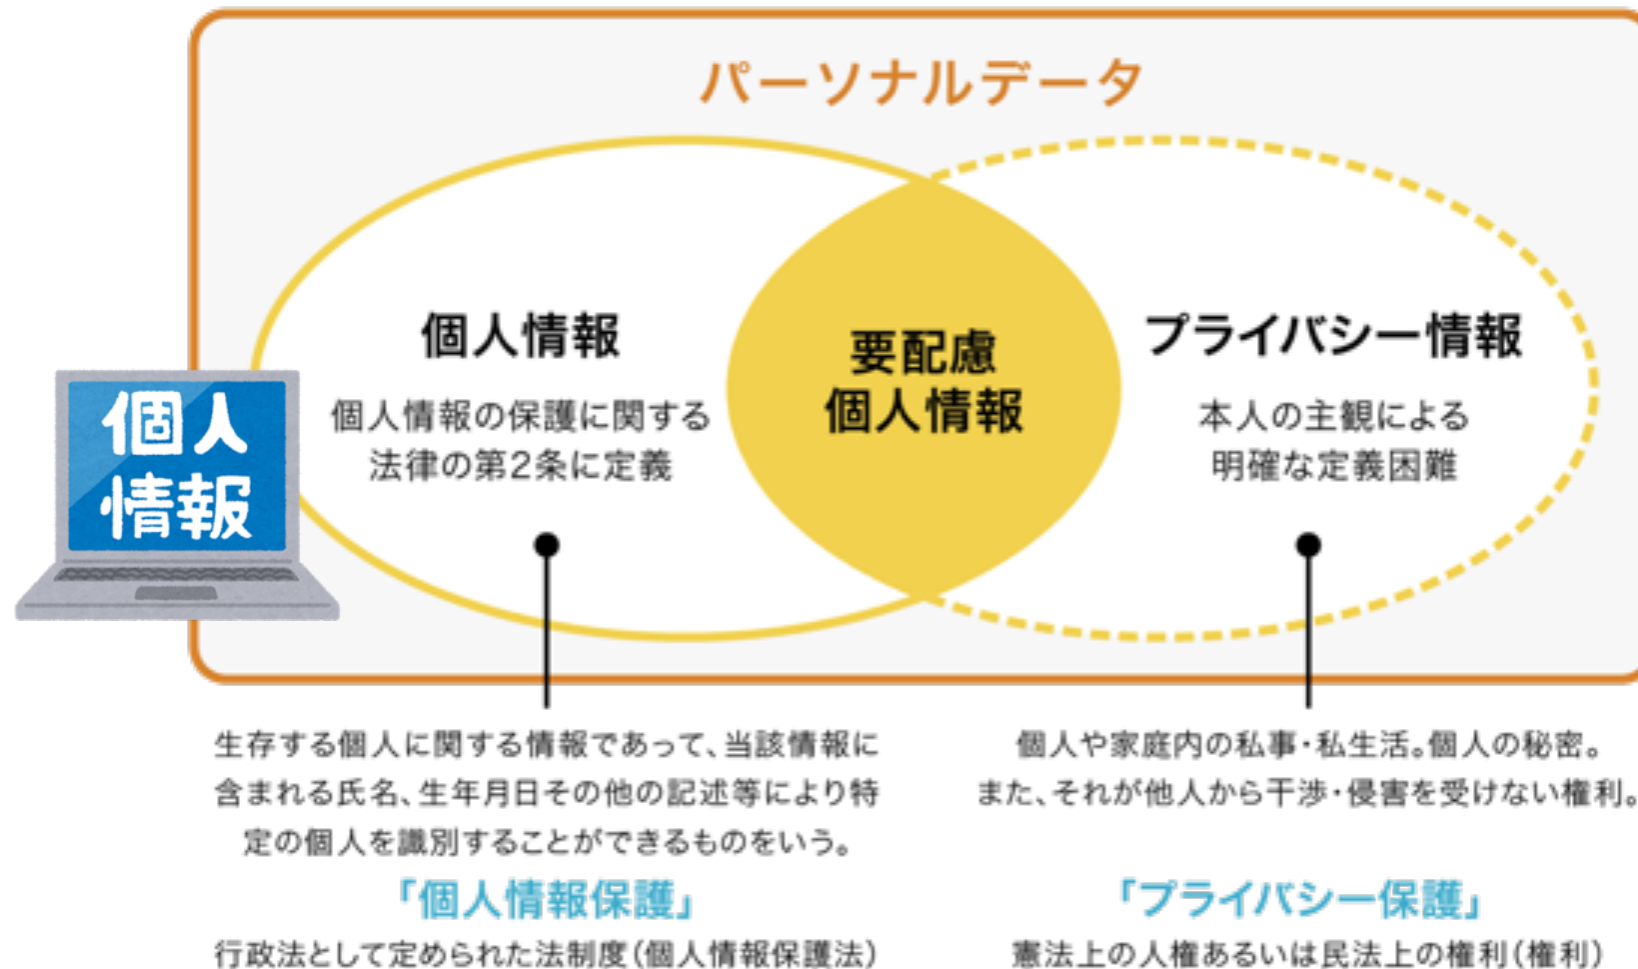 パーソナルデータ
個人情報
個人情報の保護に関する
法律の第2条に定義
要配慮
個人情報
プライバシー情報
本人の主観による
明確な定義困難
個人
情報
生存する個人に関する情報であって、当該情報に
含まれる氏名、生年月日その他の記述等により特
定の個人を識別することができるものをいう。
「個人情報保護」
行政法として定められた法制度(個人情報保護法)
個人や家庭内の私事・私生活。個人の秘密。
また、それが他人から干渉・侵害を受けない権利。
「プライバシー保護」
憲法上の人権あるいは民法上の権利(権利)